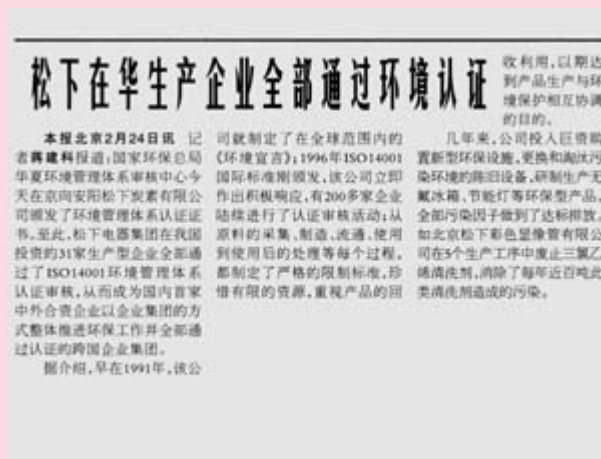 松下在华生产企业全部通过环境认证
本报北京2月24日讯 记
者蒋建科报道:国家环保总局
华夏环境管理体系审核中心今
天在京向安阳松下炭素有限公
司颁发了环境管理体系认证证
书。至此,松下电器集团在我国
投资的31家生产型企业全部通
过了ISO14001环境管理体系
认证审核,从而成为国内首家
中外合资企业以企业集团的方
式整体推进环保工作并全部通
过认证的跨国企业集团。
据介绍,早在1991年,该公
司就制定了在全球范围内的
《环境宣言》;1996年ISO14001
国际标准刚颁发,该公司立即
作出积极响应,有200多家企业
陆续进行了认证审核活动;从
原料的采集、制造、流通、使用
到使用后的处理等每个过程,
都制定了严格的限制标准,珍
惜有限的资源,重视产品的回
收利用,以期达
到产品生产与环
境保护相互协调
的目的。
几年来,公司投入巨资购
置新型环保设施,更换和淘汰污
染环境的陈旧设备,研制生产无
氟冰箱、节能灯等环保型产品,
全部污染因子做到了达标排放。
如北京松下彩色显像管有限公
司在5个生产工序中废止三氯乙
烯清洗剂,消除了每年近百吨此
类清洗剂造成的污染。